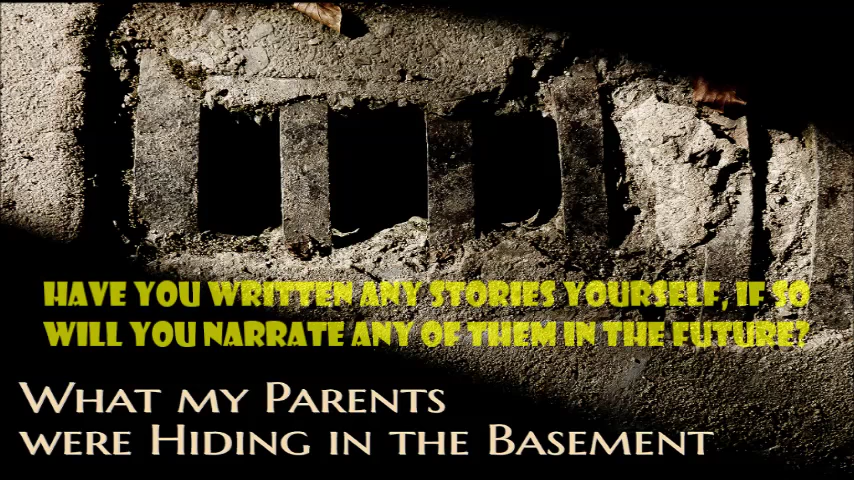 HAVE YOU WRITTEN ANY STORIES YOURSELF, IF SO
WILL YOU NARRATE ANY OF THEM IN THE FUTURE?
WHAT MY PARENTS
WERE HIDING IN THE BASEMENT